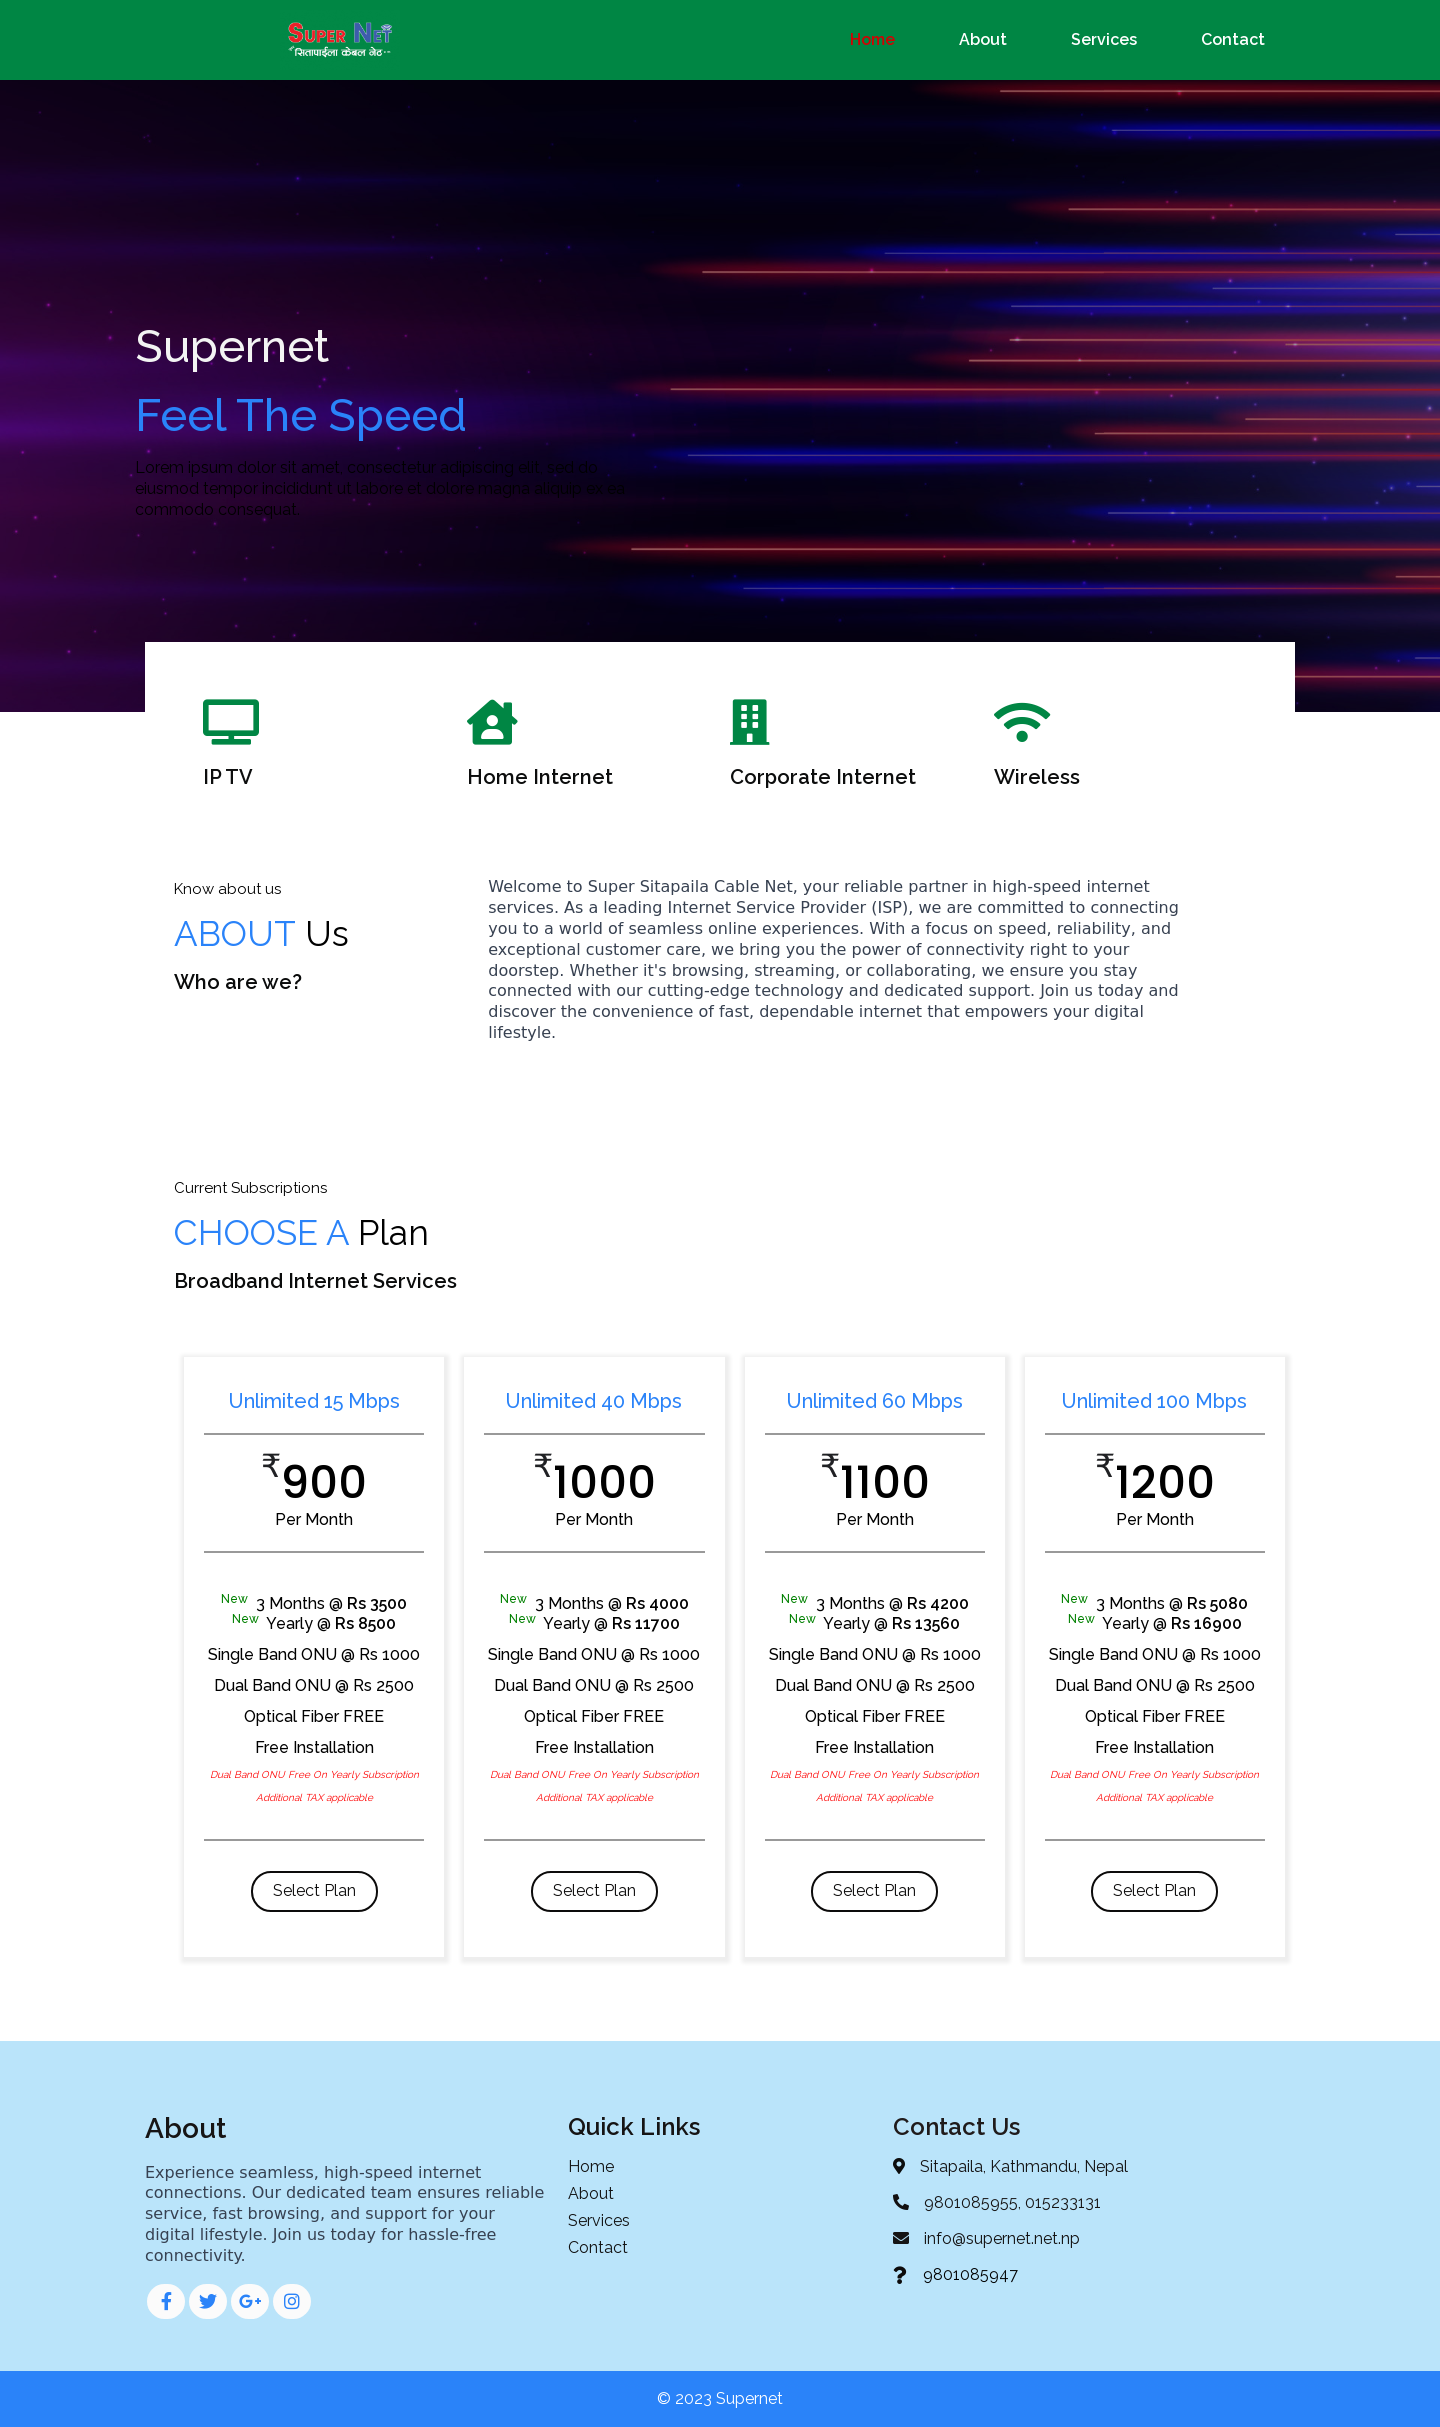 SUPER NET
सितापाईला केबल नेट
Home
About
Services
Contact
Supernet
Feel The Speed
Lorem ipsum dolor sit amet, consectetur adipiscing elit, sed do
eiusmod tempor incididunt ut labore et dolore magna aliquip ex ea
commodo consequat.
IP TV
Home Internet
Corporate Internet
Wireless
Know about us
ABOUT Us
Who are we?
Welcome to Super Sitapaila Cable Net, your reliable partner in high-speed internet
services. As a leading Internet Service Provider (ISP), we are committed to connecting
you to a world of seamless online experiences. With a focus on speed, reliability, and
exceptional customer care, we bring you the power of connectivity right to your
doorstep. Whether it's browsing, streaming, or collaborating, we ensure you stay
connected with our cutting-edge technology and dedicated support. Join us today and
discover the convenience of fast, dependable internet that empowers your digital
lifestyle.
Current Subscriptions
CHOOSE A Plan
Broadband Internet Services
Unlimited 15 Mbps
₹900
Per Month
New 3 Months @ Rs 3500
New Yearly @ Rs 8500
Single Band ONU @ Rs 1000
Dual Band ONU @ Rs 2500
Optical Fiber FREE
Free Installation
Dual Band ONU Free On Yearly Subscription
Additional TAX applicable
Select Plan
Unlimited 40 Mbps
₹1000
Per Month
New 3 Months @ Rs 4000
New Yearly @ Rs 11700
Single Band ONU @ Rs 1000
Dual Band ONU @ Rs 2500
Optical Fiber FREE
Free Installation
Dual Band ONU Free On Yearly Subscription
Additional TAX applicable
Select Plan
Unlimited 60 Mbps
₹1100
Per Month
New 3 Months @ Rs 4200
New Yearly @ Rs 13560
Single Band ONU @ Rs 1000
Dual Band ONU @ Rs 2500
Optical Fiber FREE
Free Installation
Dual Band ONU Free On Yearly Subscription
Additional TAX applicable
Select Plan
Unlimited 100 Mbps
₹1200
Per Month
New 3 Months @ Rs 5080
New Yearly @ Rs 16900
Single Band ONU @ Rs 1000
Dual Band ONU @ Rs 2500
Optical Fiber FREE
Free Installation
Dual Band ONU Free On Yearly Subscription
Additional TAX applicable
Select Plan
About
Experience seamless, high-speed internet
connections. Our dedicated team ensures reliable
service, fast browsing, and support for your
digital lifestyle. Join us today for hassle-free
connectivity.
Quick Links
Home
About
Services
Contact
Contact Us
Sitapaila, Kathmandu, Nepal
9801085955, 015233131
info@supernet.net.np
9801085947
© 2023 Supernet